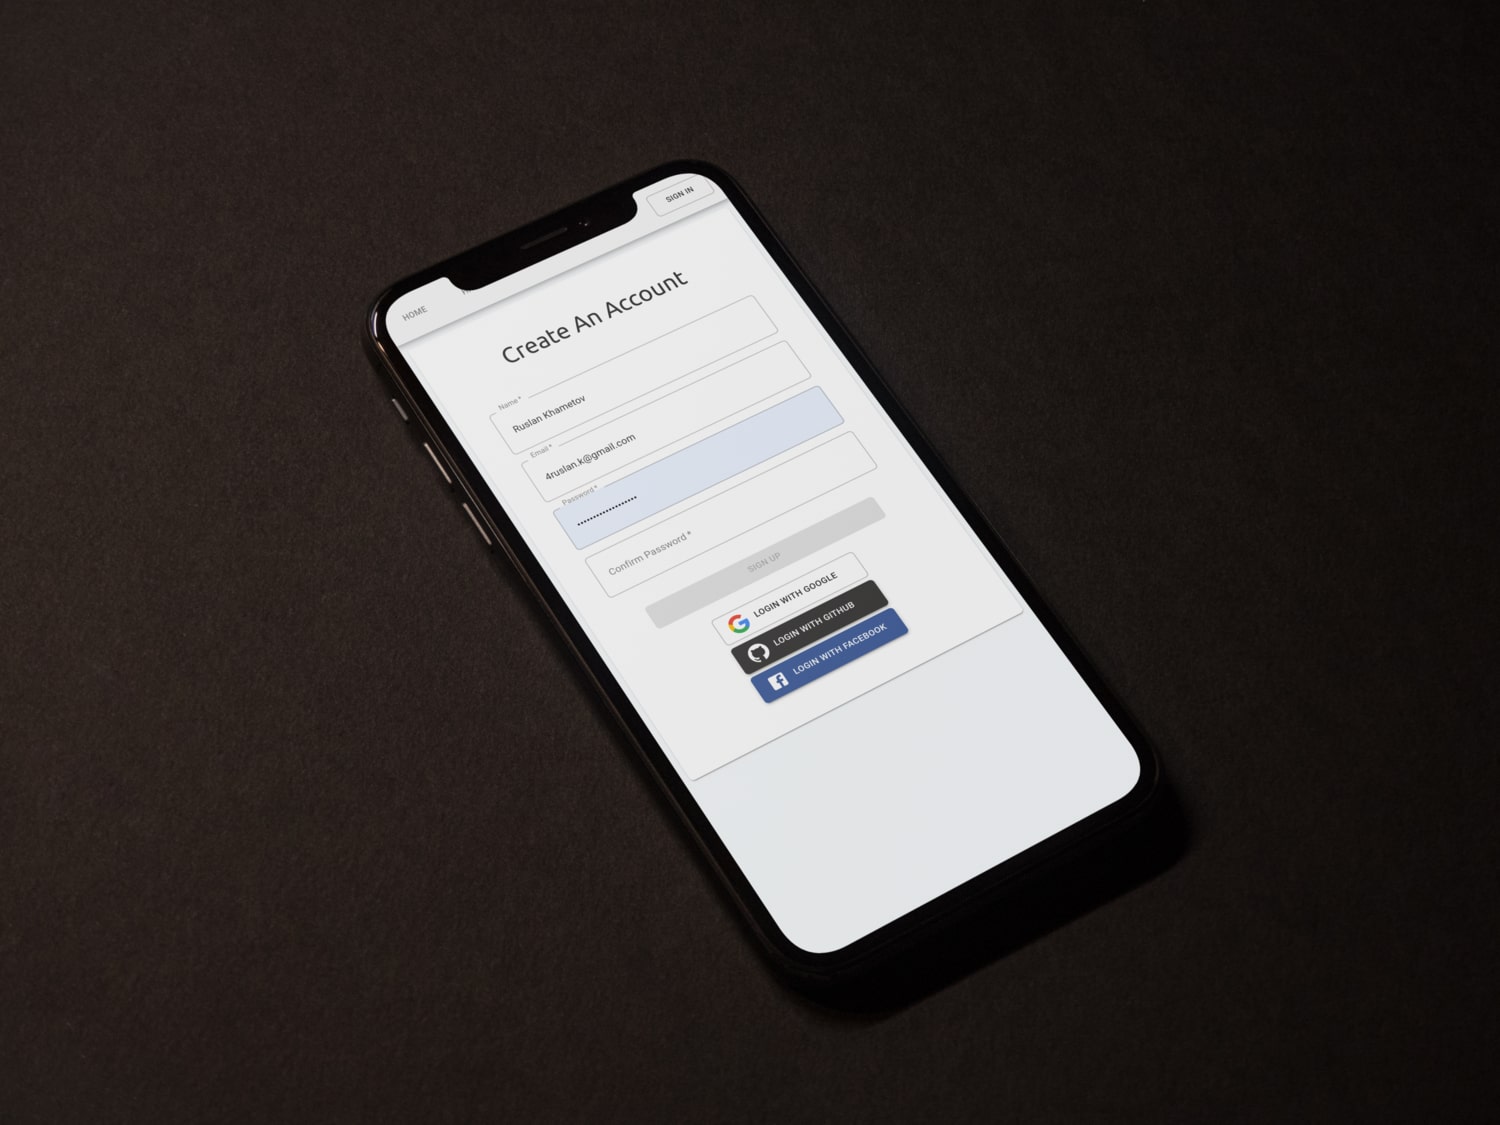 SIGN IN
HOME
Create An Account
Name *
Ruslan Khametov
Email *
4ruslan.k@gmail.com
Password *
••••••••••••••••••
Confirm Password *
SIGN UP
LOGIN WITH GOOGLE
LOGIN WITH GITHUB
LOGIN WITH FACEBOOK